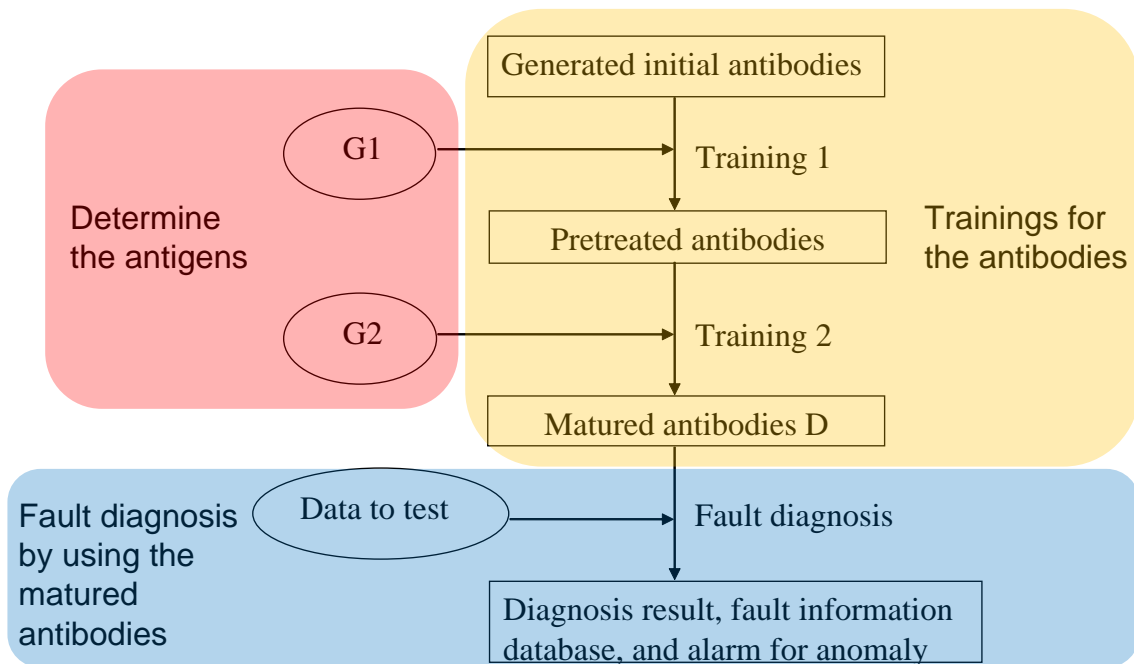 Generated initial antibodies
G1
Training 1
Determine
the antigens
Pretreated antibodies
Trainings for
the antibodies
G2
Training 2
Matured antibodies D
Fault diagnosis
by using the
matured
antibodies
Data to test
Fault diagnosis
Diagnosis result, fault information
database, and alarm for anomaly